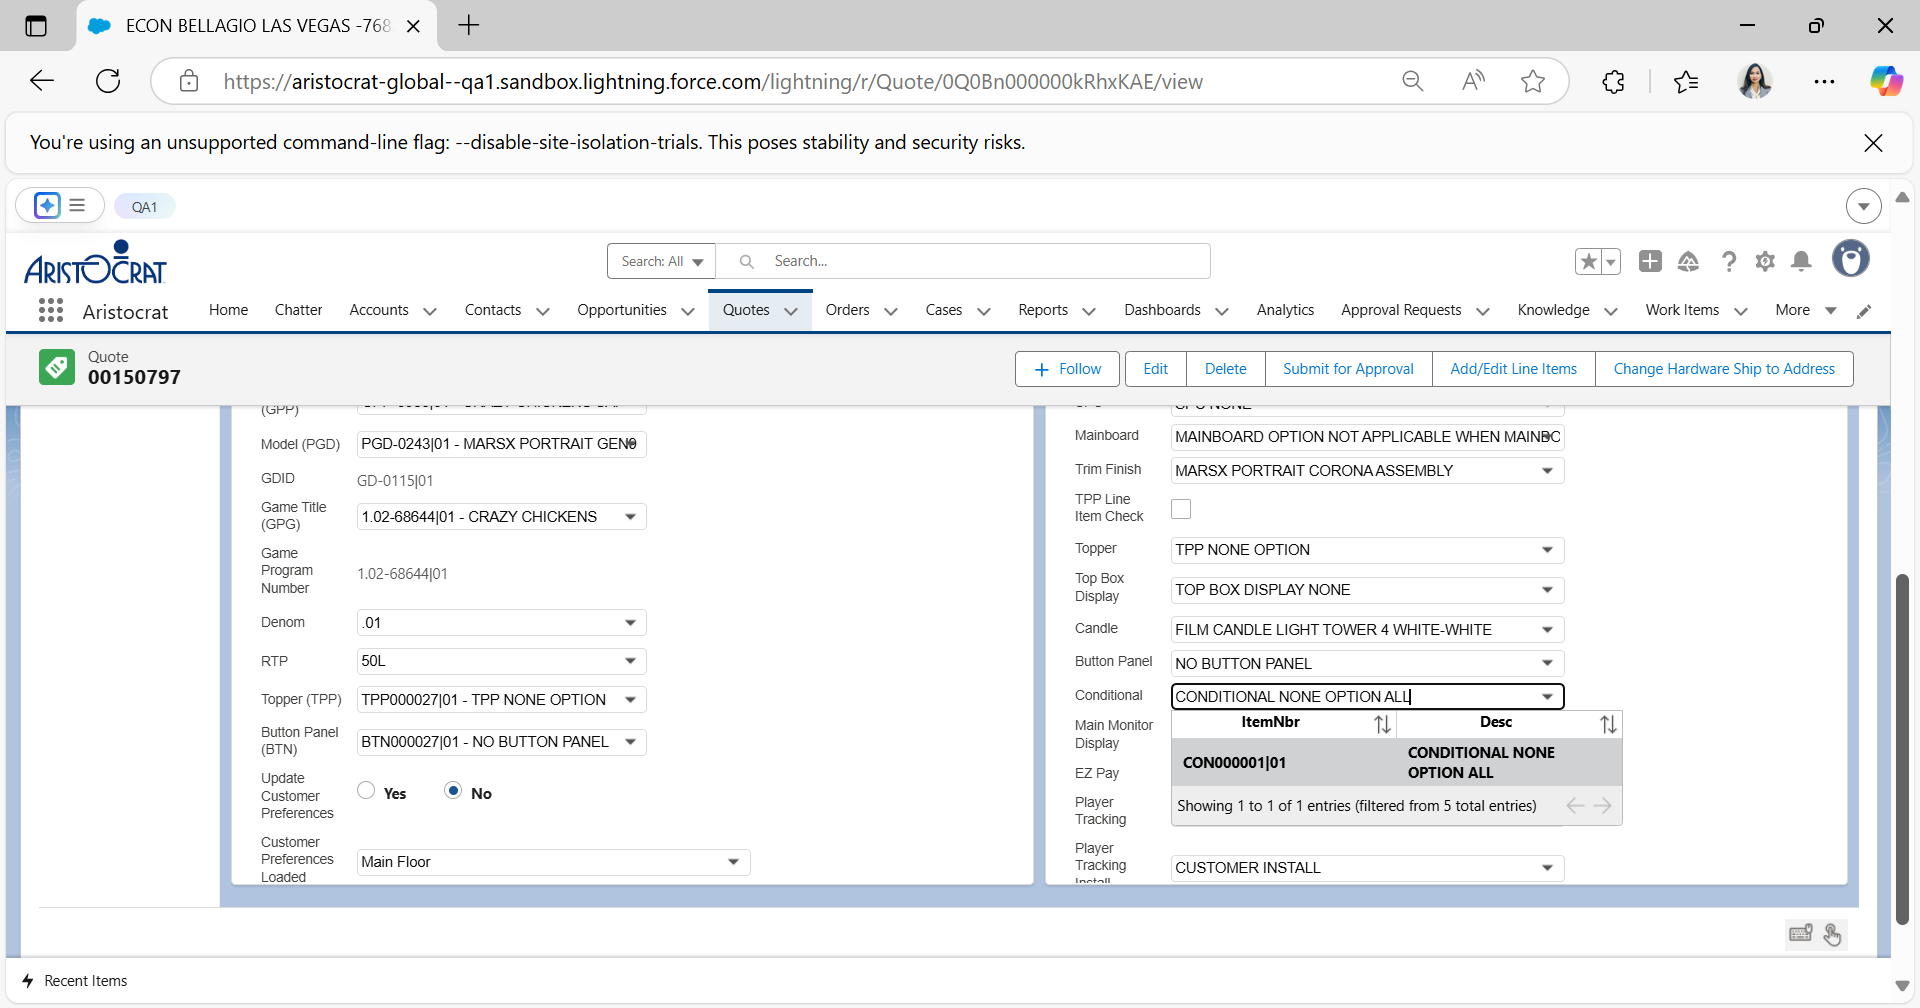 ECON BELLAGIO LAS VEGAS -768
https://aristocrat-global--qa1.sandbox.lightning.force.com/lightning/r/Quote/0Q0Bn000000kRhxKAE/view
You're using an unsupported command-line flag: --disable-site-isolation-trials. This poses stability and security risks.
QA1
ARISTOCRAT
Search: All
Search...
Aristocrat
Home
Chatter
Accounts
Contacts
Opportunities
Quotes
Orders
Cases
Reports
Dashboards
Analytics
Approval Requests
Knowledge
Work Items
More
Quote
00150797
Follow
Edit
Delete
Submit for Approval
Add/Edit Line Items
Change Hardware Ship to Address
(GPP)
Model (PGD)
PGD-0243|01 - MARSX PORTRAIT GEN9
GDID
GD-0115|01
Game Title
(GPG)
1.02-68644|01 - CRAZY CHICKENS
Game
Program
Number
1.02-68644|01
Denom
.01
RTP
50L
Topper (TPP)
TPP000027|01 - TPP NONE OPTION
Button Panel
(BTN)
BTN000027|01 - NO BUTTON PANEL
Update
Customer
Preferences
Yes
No
Customer
Preferences
Loaded
Main Floor
Mainboard
MAINBOARD OPTION NOT APPLICABLE WHEN MAINBO
Trim Finish
MARSX PORTRAIT CORONA ASSEMBLY
TPP Line
Item Check
Topper
TPP NONE OPTION
Top Box
Display
TOP BOX DISPLAY NONE
Candle
FILM CANDLE LIGHT TOWER 4 WHITE-WHITE
Button Panel
NO BUTTON PANEL
Conditional
CONDITIONAL NONE OPTION ALL
ItemNbr
Desc
CON000001|01
CONDITIONAL NONE
OPTION ALL
Showing 1 to 1 of 1 entries (filtered from 5 total entries)
Main Monitor
Display
EZ Pay
Player
Tracking
Player
Tracking
Install
CUSTOMER INSTALL
Recent Items